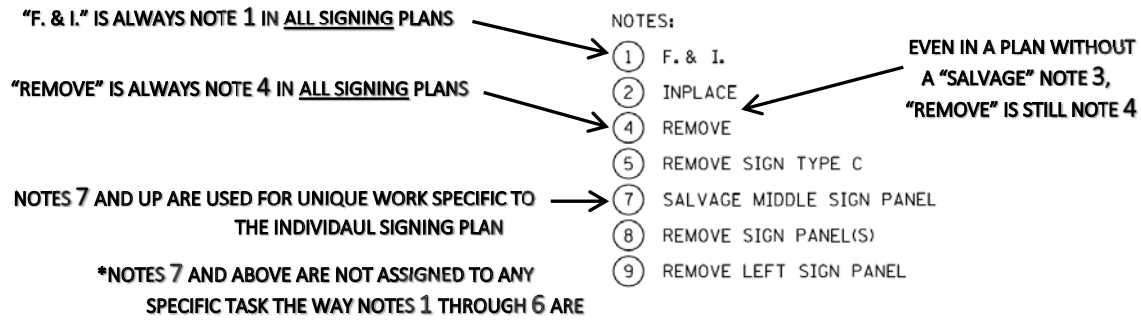 “F. & I.” IS ALWAYS NOTE 1 IN ALL SIGNING PLANS
“REMOVE” IS ALWAYS NOTE 4 IN ALL SIGNING PLANS
NOTES 7 AND UP ARE USED FOR UNIQUE WORK SPECIFIC TO
THE INDIVIDAUL SIGNING PLAN
*NOTES 7 AND ABOVE ARE NOT ASSIGNED TO ANY
SPECIFIC TASK THE WAY NOTES 1 THROUGH 6 ARE
NOTES:
1 F. & I.
2 INPLACE
4 REMOVE
5 REMOVE SIGN TYPE C
7 SALVAGE MIDDLE SIGN PANEL
8 REMOVE SIGN PANEL(S)
9 REMOVE LEFT SIGN PANEL
EVEN IN A PLAN WITHOUT
A “SALVAGE” NOTE 3,
“REMOVE” IS STILL NOTE 4